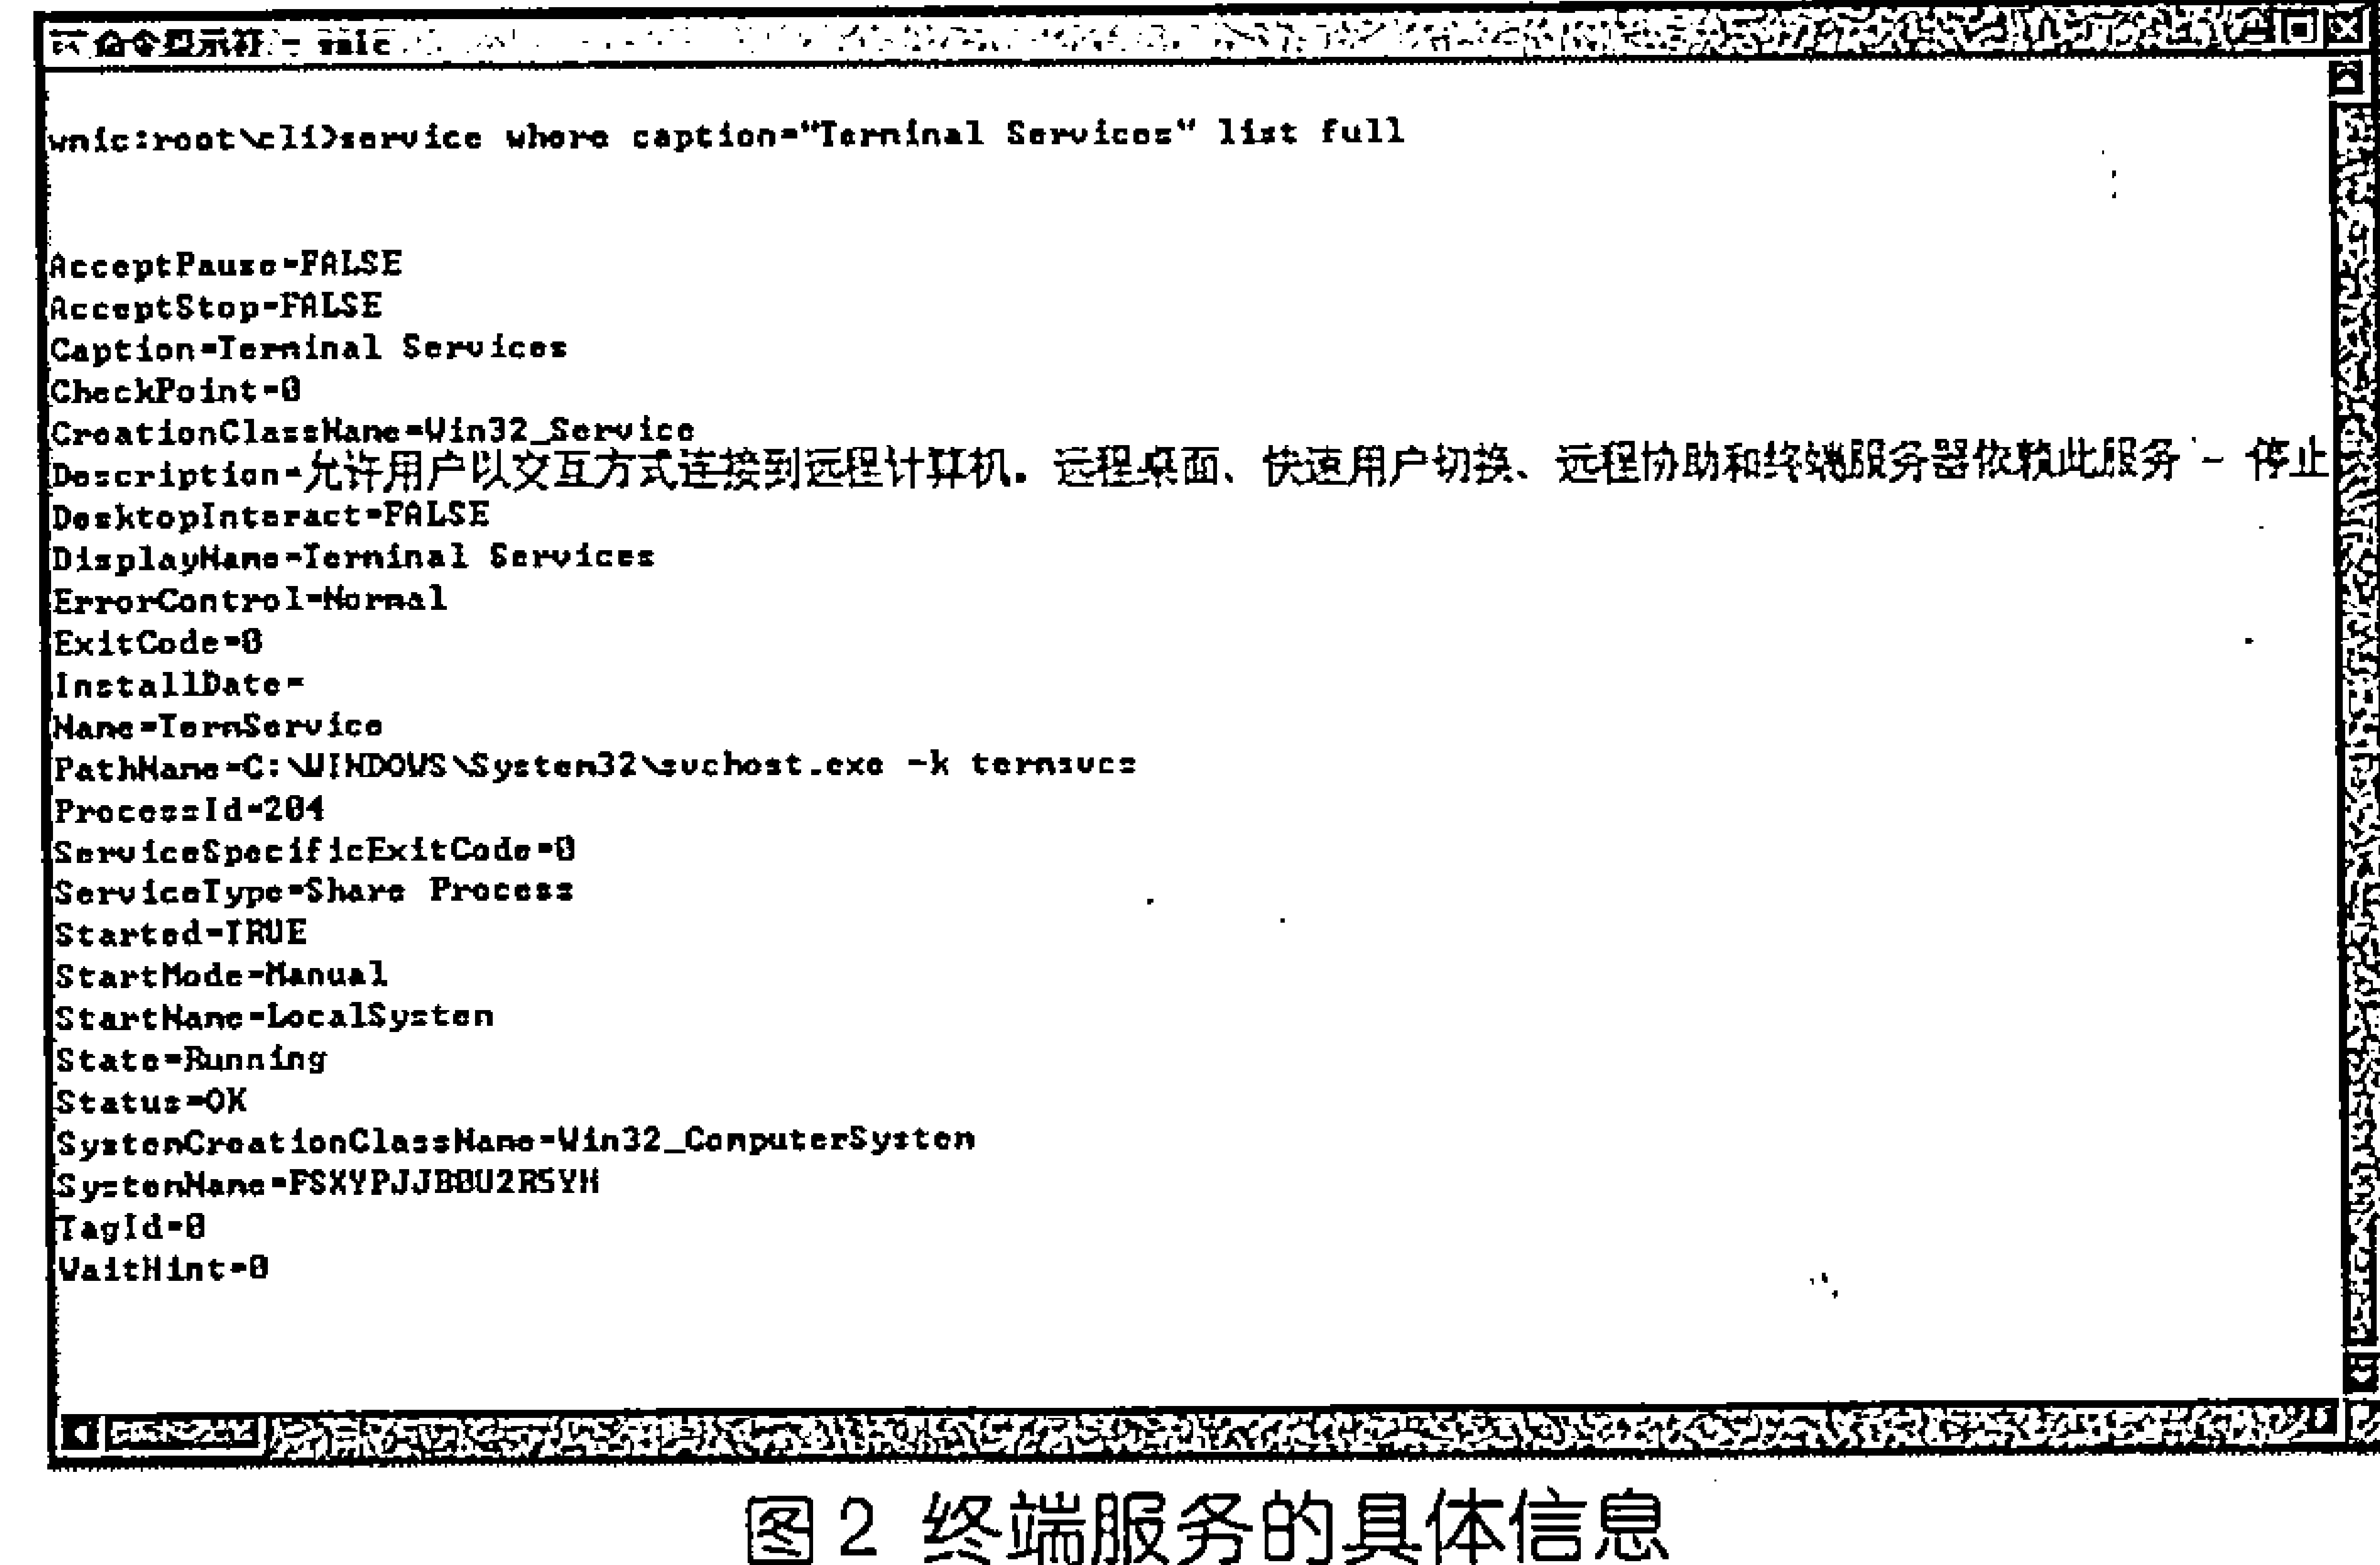 命令提示符 - wmic
wmic:root\cli>service where caption="Terminal Services" list full
AcceptPause=FALSE
AcceptStop=FALSE
Caption=Terminal Services
CheckPoint=0
CreationClassName=Win32_Service
Description=允许用户以交互方式连接到远程计算机。远程桌面、快速用户切换、远程协助和终端服务器依赖此服务 - 停止
DesktopInteract=FALSE
DisplayName=Terminal Services
ErrorControl=Normal
ExitCode=0
InstallDate=
Name=TermService
PathName=C:\WINDOWS\System32\svchost.exe -k termsvcs
ProcessId=204
ServiceSpecificExitCode=0
ServiceType=Share Process
Started=TRUE
StartMode=Manual
StartName=LocalSystem
State=Running
Status=OK
SystemCreationClassName=Win32_ComputerSystem
TagId=0
WaitHint=0
图 2 终端服务的具体信息